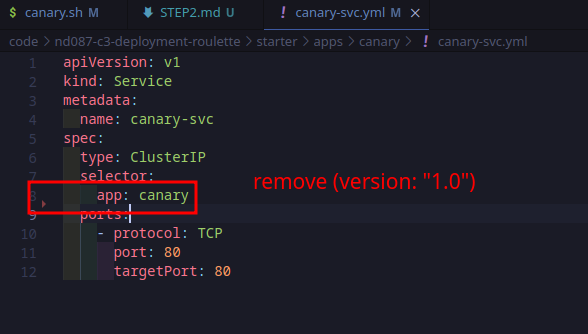 $ canary.sh M
STEP2.md U
! canary-svc.yml M ×
code > nd087-c3-deployment-roulette > starter > apps > canary > ! canary-svc.yml
1 apiVersion: v1
2 kind: Service
3 metadata:
4 name: canary-svc
5 spec:
6 type: ClusterIP
7 selector:
8 app: canary
remove (version: "1.0")
9 ports:
10 - protocol: TCP
11 port: 80
12 targetPort: 80